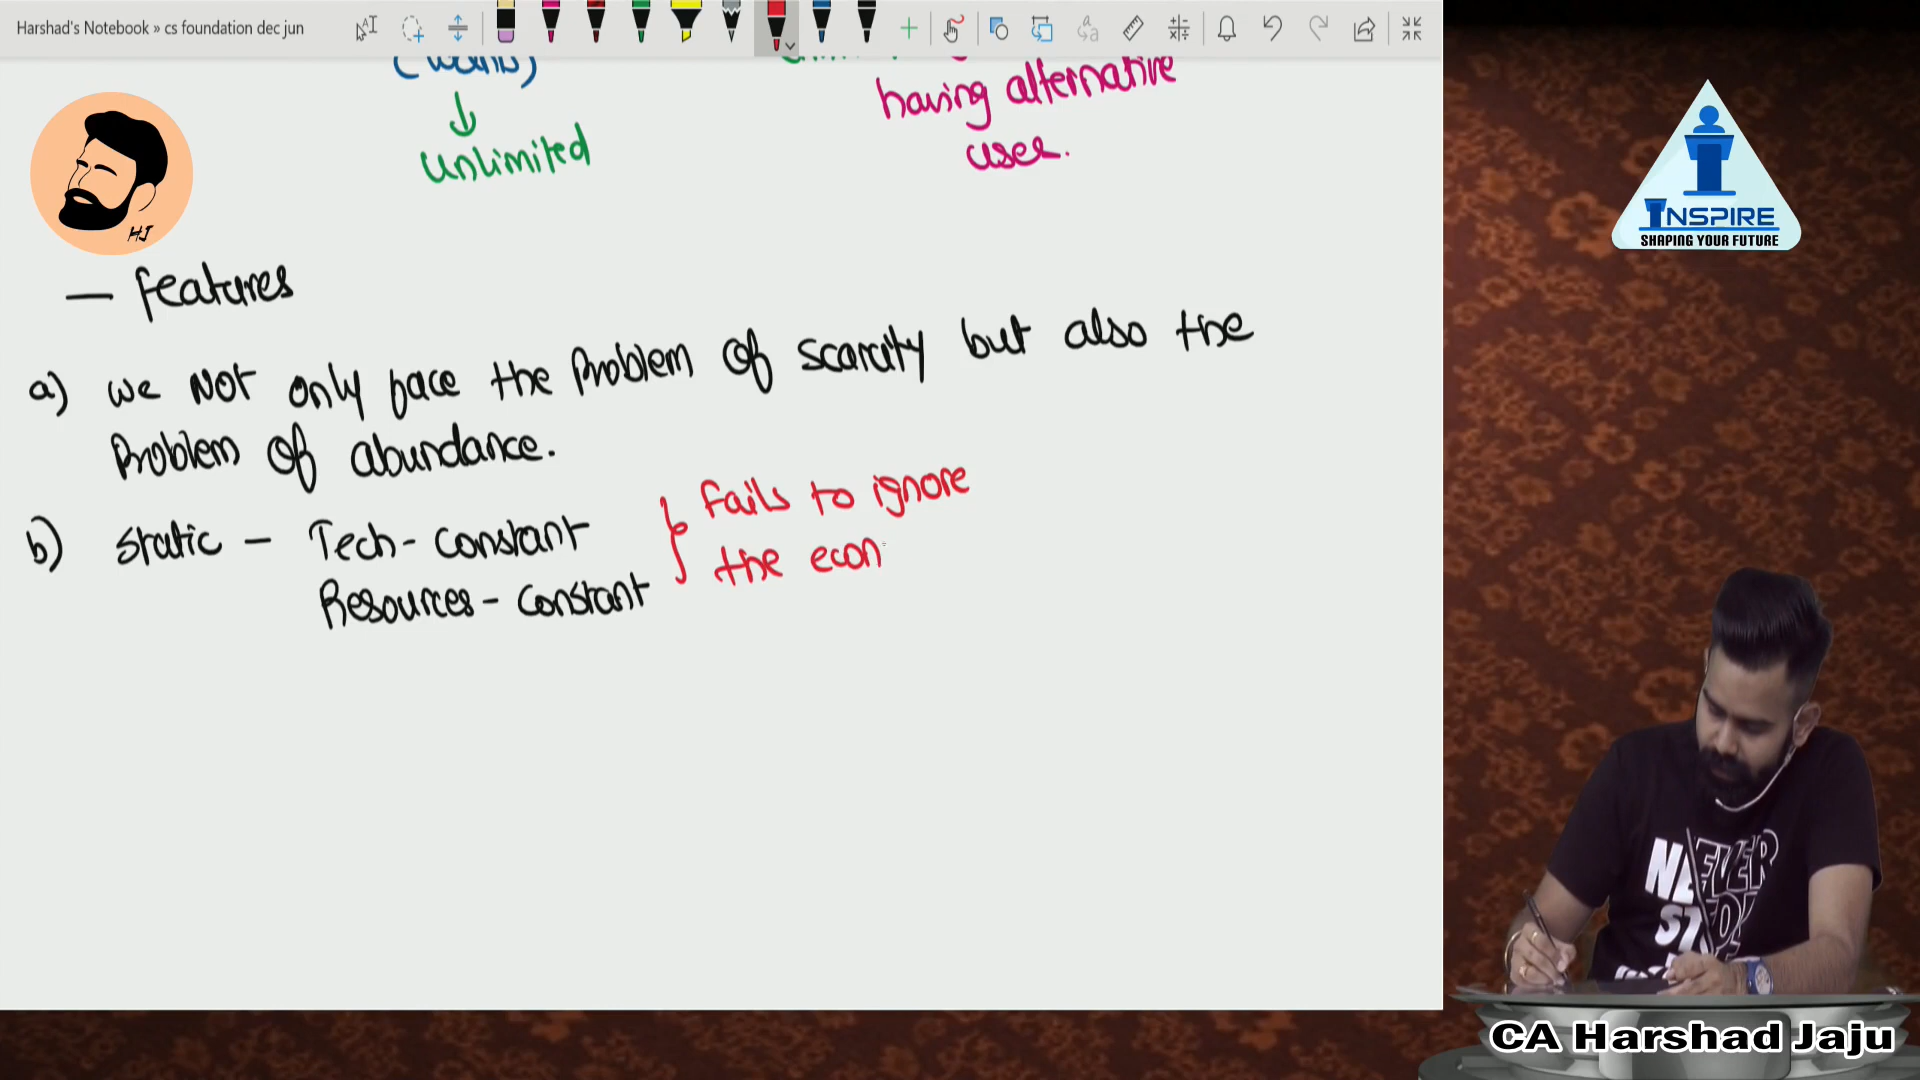 Harshad's Notebook » cs foundation dec jun
(wants)
unlimited
having alternative
uses.
HJ
INSPIRE
SHAPING YOUR FUTURE
— features
a) we Not only face the Problem Of scarcity but also the
Problem Of abundance.
b) static — Tech- constant
Resources - constant
fails to ignore
the econ
NEVER
CA Harshad Jaju